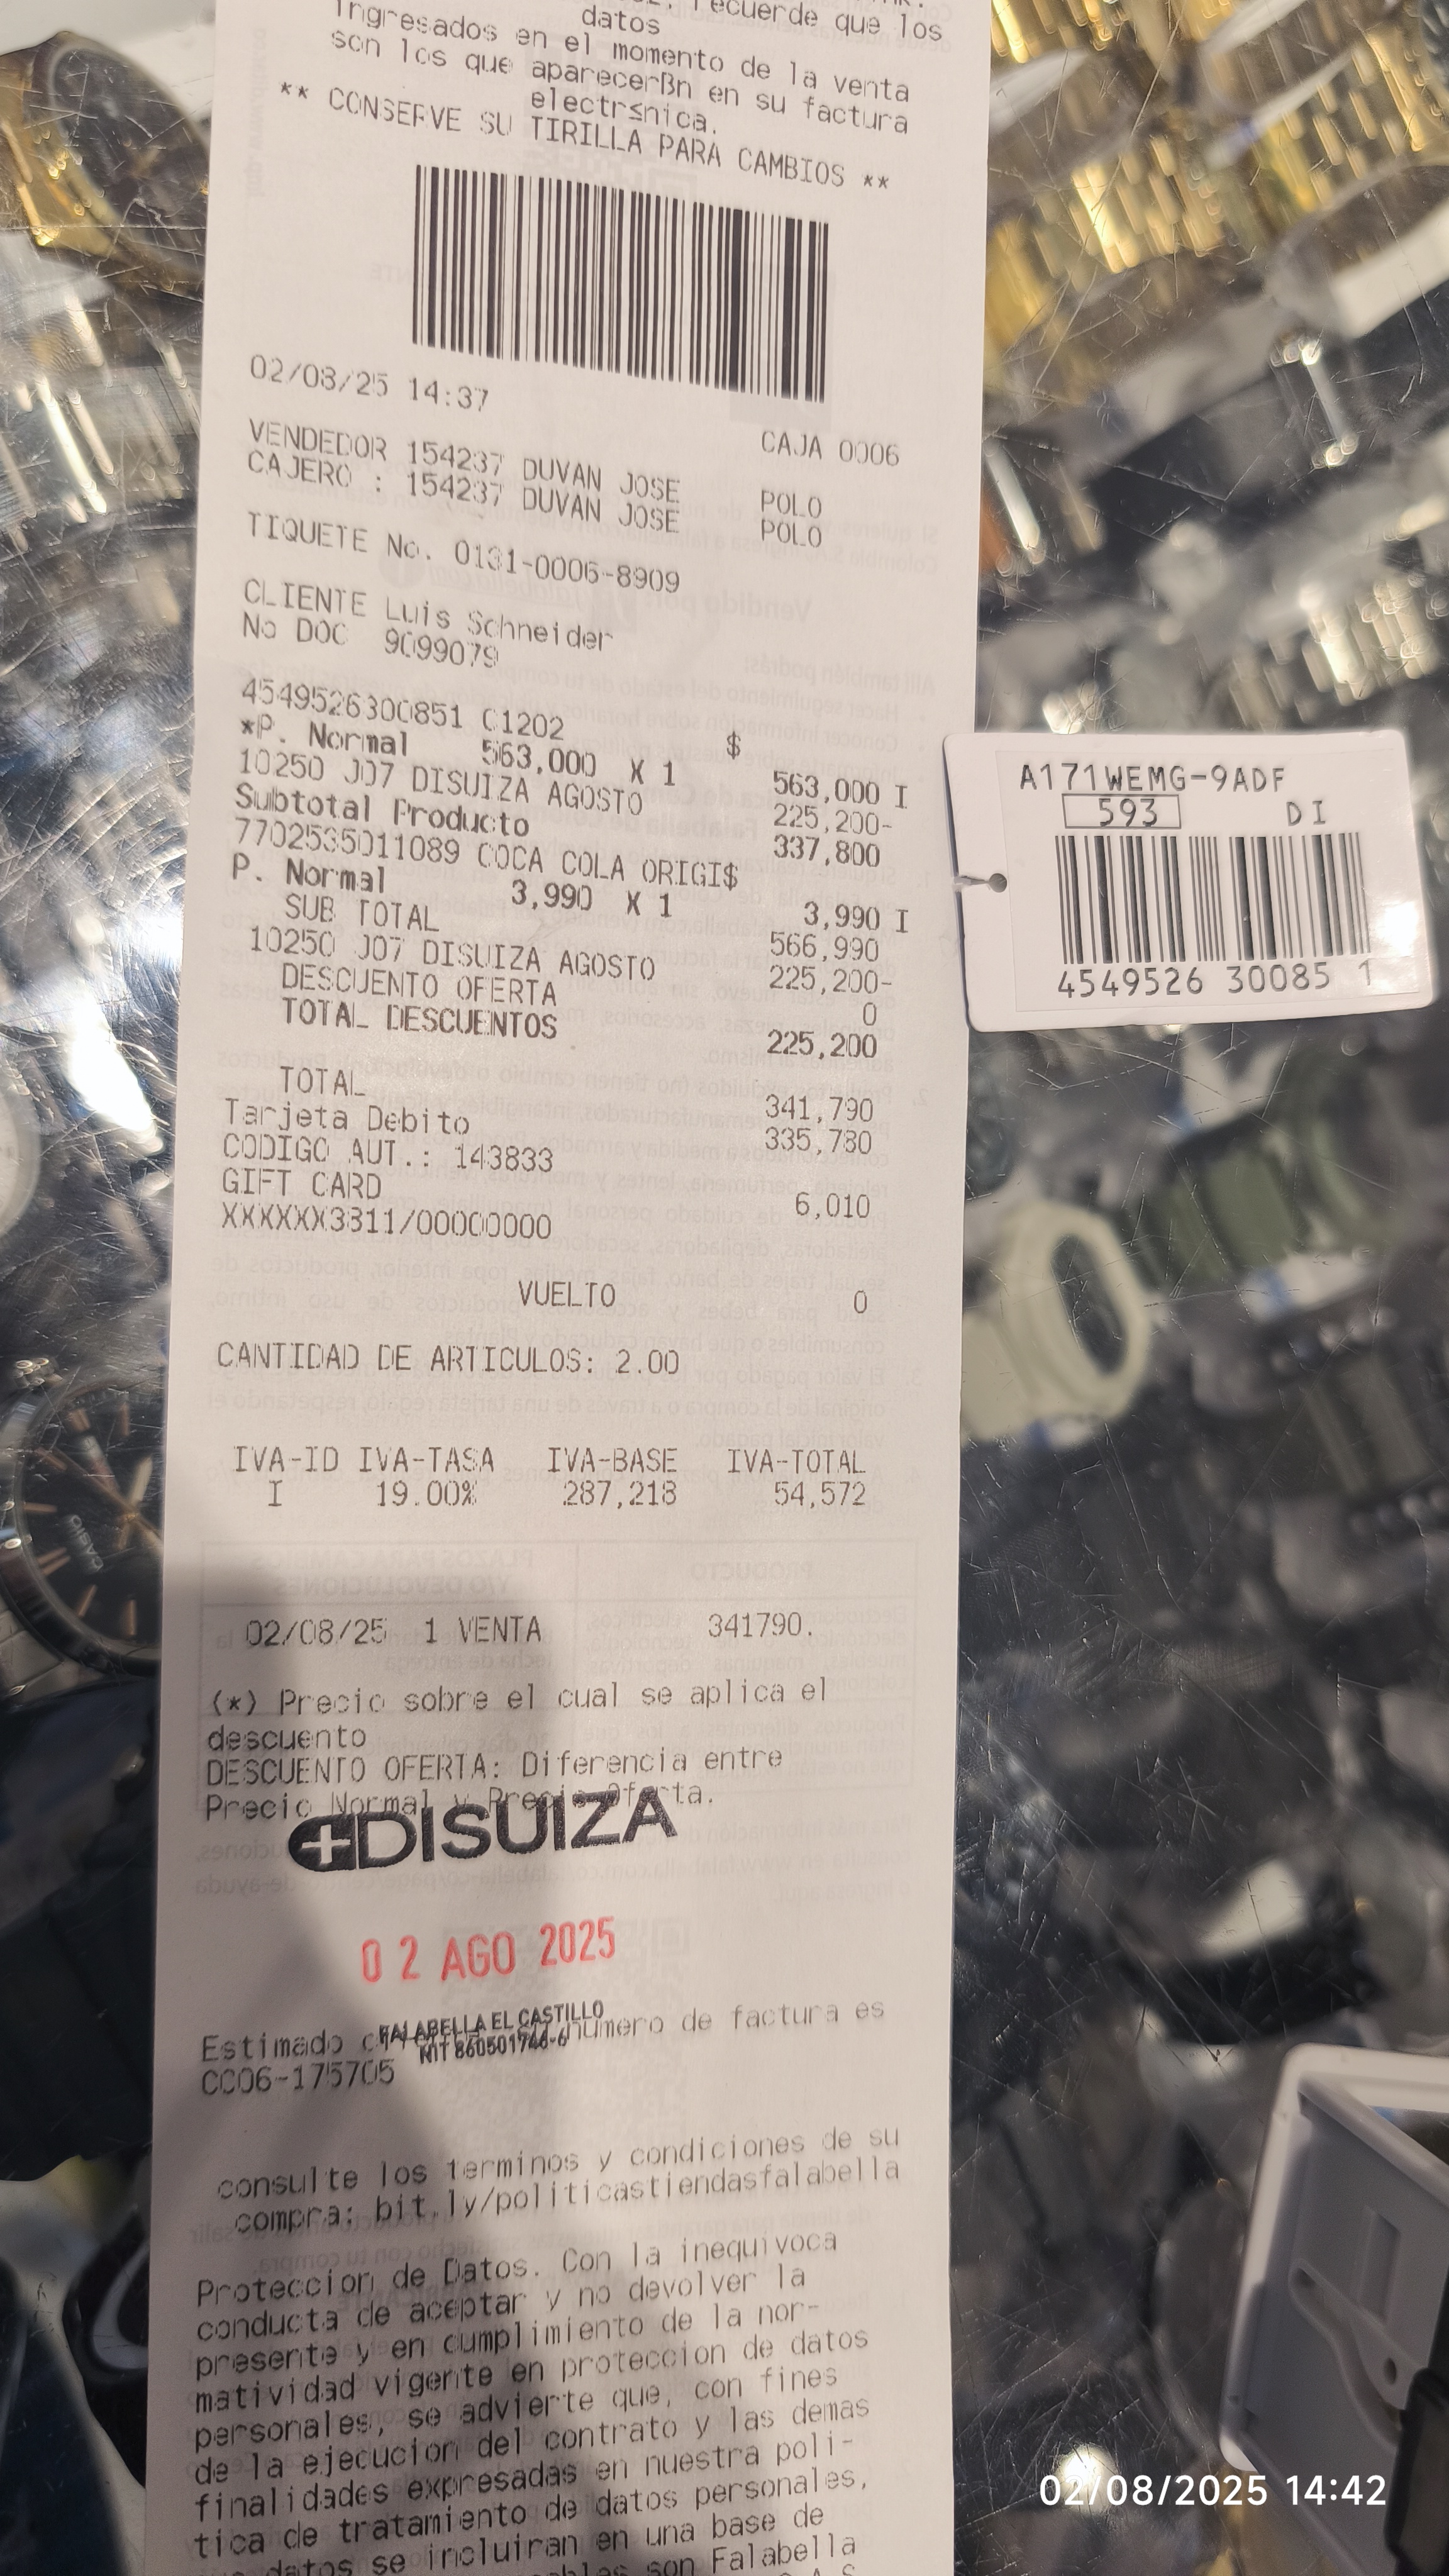 recuerde que los
datos
ingresados en el momento de la venta
son los que aparecerßn en su factura
electr≤nica.
** CONSERVE SU TIRILLA PARA CAMBIOS **
02/08/25 14:37
CAJA 0006
VENDEDOR 154237 DUVAN JOSE POLO
CAJERO : 154237 DUVAN JOSE POLO
TIQUETE No. 0131-0006-8909
CLIENTE Luis Schneider
No DOC 9099079
4549526300851 C1202 $
*P. Normal 563,000 X 1 563,000 I
10250 J07 DISUIZA AGOSTO 225,200-
Subtotal Producto 337,800
7702535011089 COCA COLA ORIGI$
P. Normal 3,990 X 1 3,990 I
SUB TOTAL 566,990
10250 J07 DISUIZA AGOSTO 225,200-
DESCUENTO OFERTA 0
TOTAL DESCUENTOS 225,200
TOTAL 341,790
Tarjeta Debito 335,780
CODIGO AUT.: 143833
GIFT CARD 6,010
XXXXXX3311/00000000
VUELTO 0
CANTIDAD DE ARTICULOS: 2.00
IVA-ID IVA-TASA IVA-BASE IVA-TOTAL
I 19.00% 287,218 54,572
02/08/25 1 VENTA 341790.
(*) Precio sobre el cual se aplica el
descuento
DESCUENTO OFERTA: Diferencia entre
Precio Normal y Precio Oferta.
DISUIZA
02 AGO 2025
FALABELLA EL CASTILLO
NIT 860501746-6
Estimado numero de factura es
CC06-175705
consulte los terminos y condiciones de su
compra: bit.ly/politicastiendasfalabella
Proteccion de Datos. Con la inequivoca
conducta de aceptar y no devolver la
presente y en cumplimiento de la nor-
matividad vigente en proteccion de datos
personales, se advierte que, con fines
de la ejecucion del contrato y las demas
finalidades expresadas en nuestra poli-
tica de tratamiento de datos personales,
datos se incluiran en una base de
son Falabella
A171WEMG-9ADF
593 DI
4549526 30085 1
02/08/2025 14:42